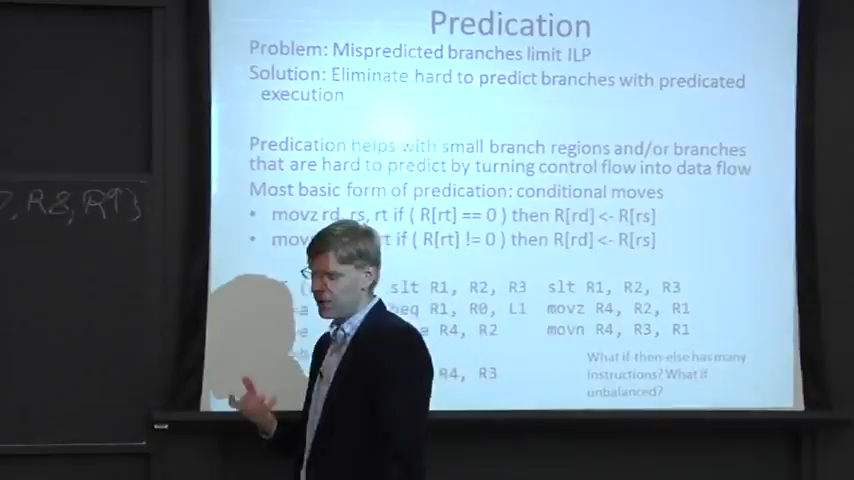 Predication
Problem: Mispredicted branches limit ILP
Solution: Eliminate hard to predict branches with predicated
execution
Predication helps with small branch regions and/or branches
that are hard to predict by turning control flow into data flow
Most basic form of predication: conditional moves
• movz rd, rs, rt if ( R[rt] == 0 ) then R[rd] <- R[rs]
• if ( R[rt] != 0 ) then R[rd] <- R[rs]
slt R1, R2, R3 slt R1, R2, R3
R1, R0, L1 movz R4, R2, R1
R4, R2 movn R4, R3, R1
R4, R3
What if-then-else has many
instructions? What if
unbalanced?
R8, R9}